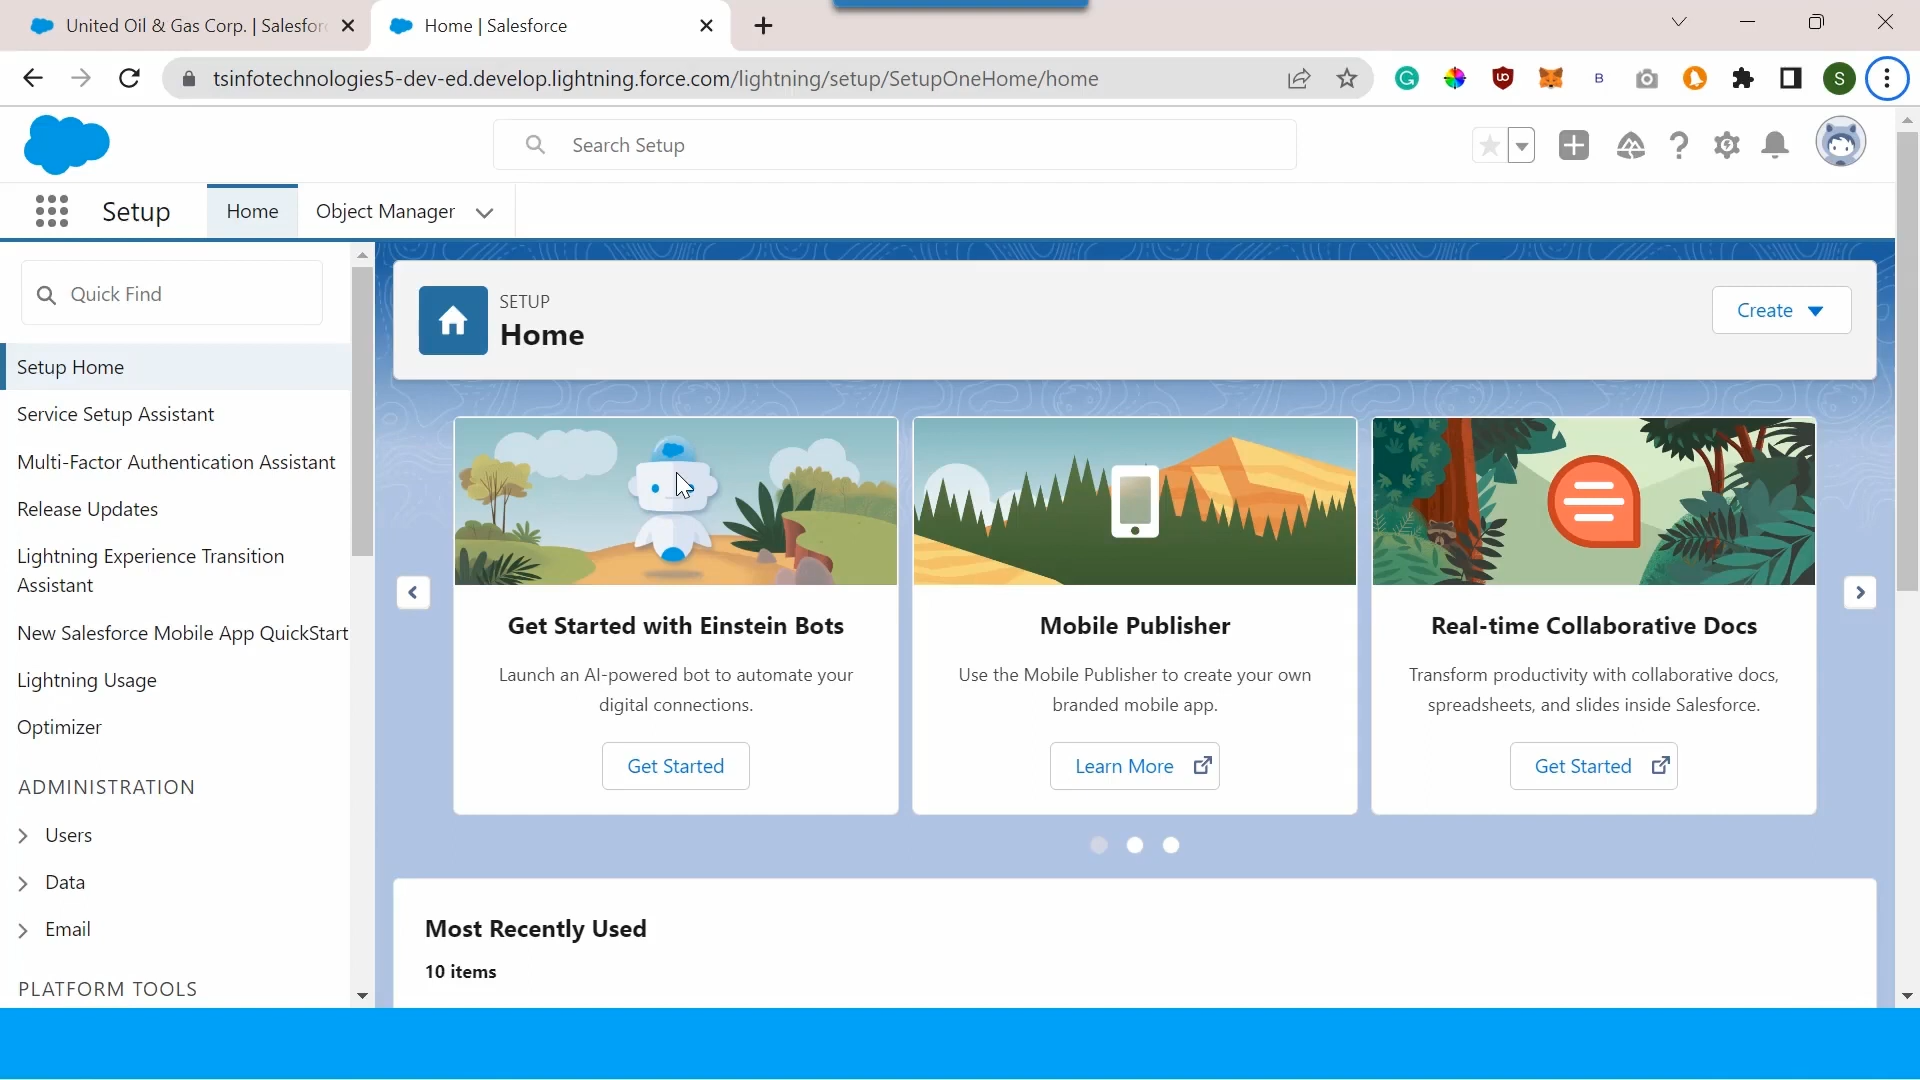 United Oil & Gas Corp. | Salesfor
Home | Salesforce
tsinfotechnologies5-dev-ed.develop.lightning.force.com/lightning/setup/SetupOneHome/home
B
S
Search Setup
Setup
Home
Object Manager
Quick Find
Setup Home
Service Setup Assistant
Multi-Factor Authentication Assistant
Release Updates
Lightning Experience Transition
Assistant
New Salesforce Mobile App QuickStart
Lightning Usage
Optimizer
ADMINISTRATION
Users
Data
Email
PLATFORM TOOLS
SETUP
Home
Create
Get Started with Einstein Bots
Launch an AI-powered bot to automate your
digital connections.
Get Started
Mobile Publisher
Use the Mobile Publisher to create your own
branded mobile app.
Learn More
Real-time Collaborative Docs
Transform productivity with collaborative docs,
spreadsheets, and slides inside Salesforce.
Get Started
Most Recently Used
10 items